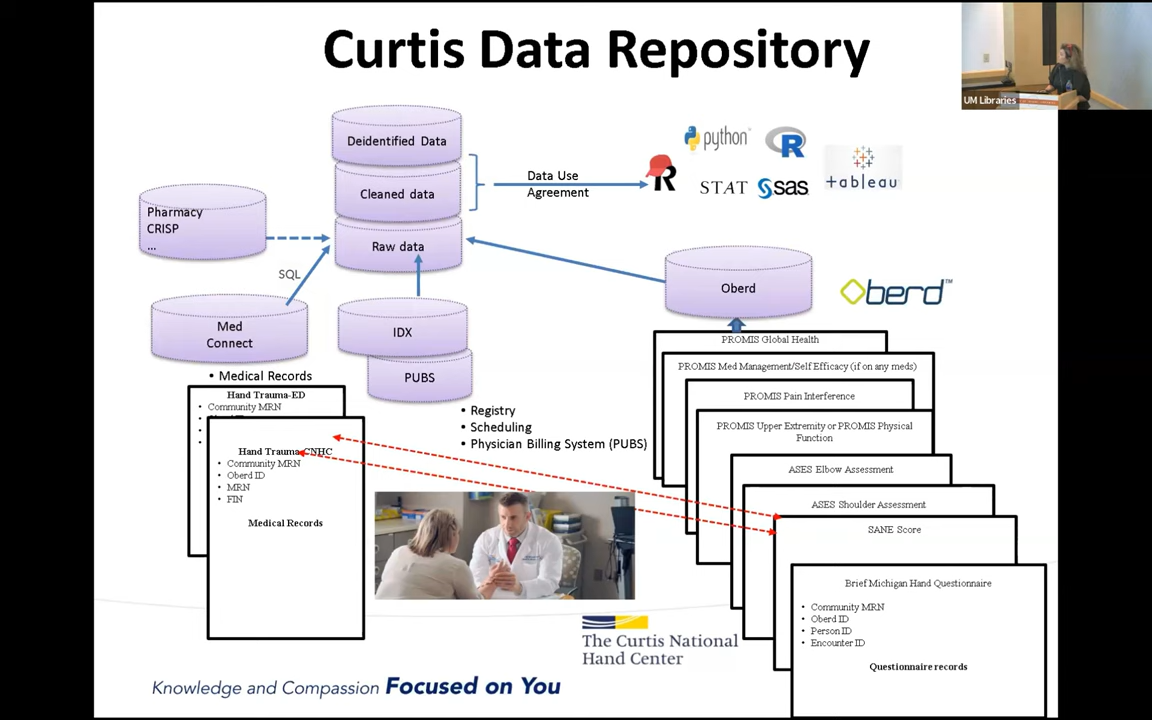 Curtis Data Repository
UM Libraries
Deidentified Data
Cleaned data
Raw data
Data Use
Agreement
python
R
R
STAT
sas
+ableau
Pharmacy
CRISP
...
SQL
Med
Connect
IDX
PUBS
Oberd
Oberd™
• Medical Records
• Registry
• Scheduling
• Physician Billing System (PUBS)
Hand Trauma-ED
• Community MRN
Hand Trauma-CNHC
• Community MRN
• Oberd ID
• MRN
• FIN
Medical Records
PROMIS Global Health
PROMIS Med Management/Self Efficacy (if on any meds)
PROMIS Pain Interference
PROMIS Upper Extremity or PROMIS Physical
Function
ASES Elbow Assessment
ASES Shoulder Assessment
SANE Score
Brief Michigan Hand Questionnaire
• Community MRN
• Oberd ID
• Person ID
• Encounter ID
Questionnaire records
The Curtis National
Hand Center
Knowledge and Compassion Focused on You